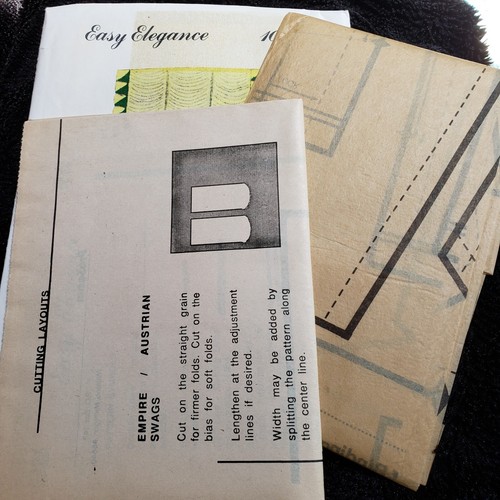 Easy Elegance
CUTTING LAYOUTS
EMPIRE / AUSTRIAN
SWAGS
Cut on the straight grain
for firmer folds. Cut on the
bias for soft folds.
Lengthen at the adjustment
lines if desired.
Width may be added by
splitting the pattern along
the center line.